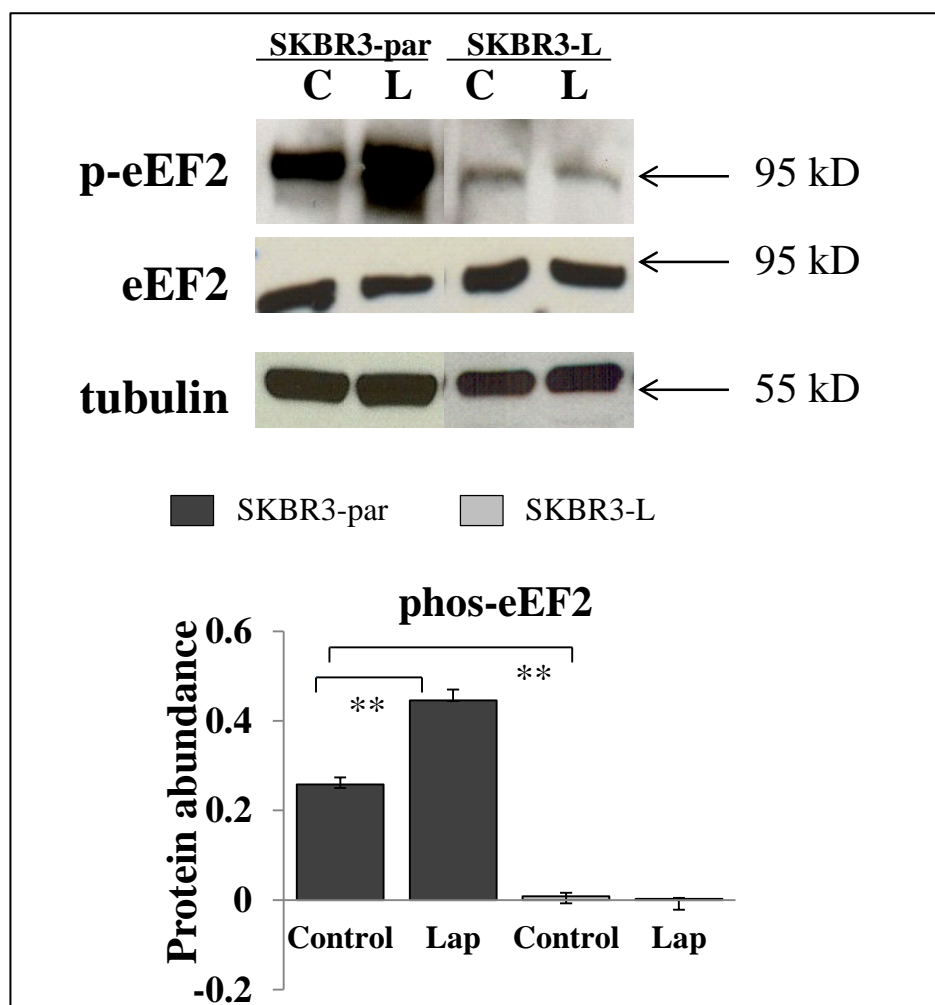 SKBR3-par SKBR3-L
C L C L
p-eEF2 95 kD
eEF2 95 kD
tubulin 55 kD
SKBR3-par SKBR3-L
phos-eEF2
Protein abundance
0.6
0.4
0.2
0
-0.2
** **
Control Lap Control Lap